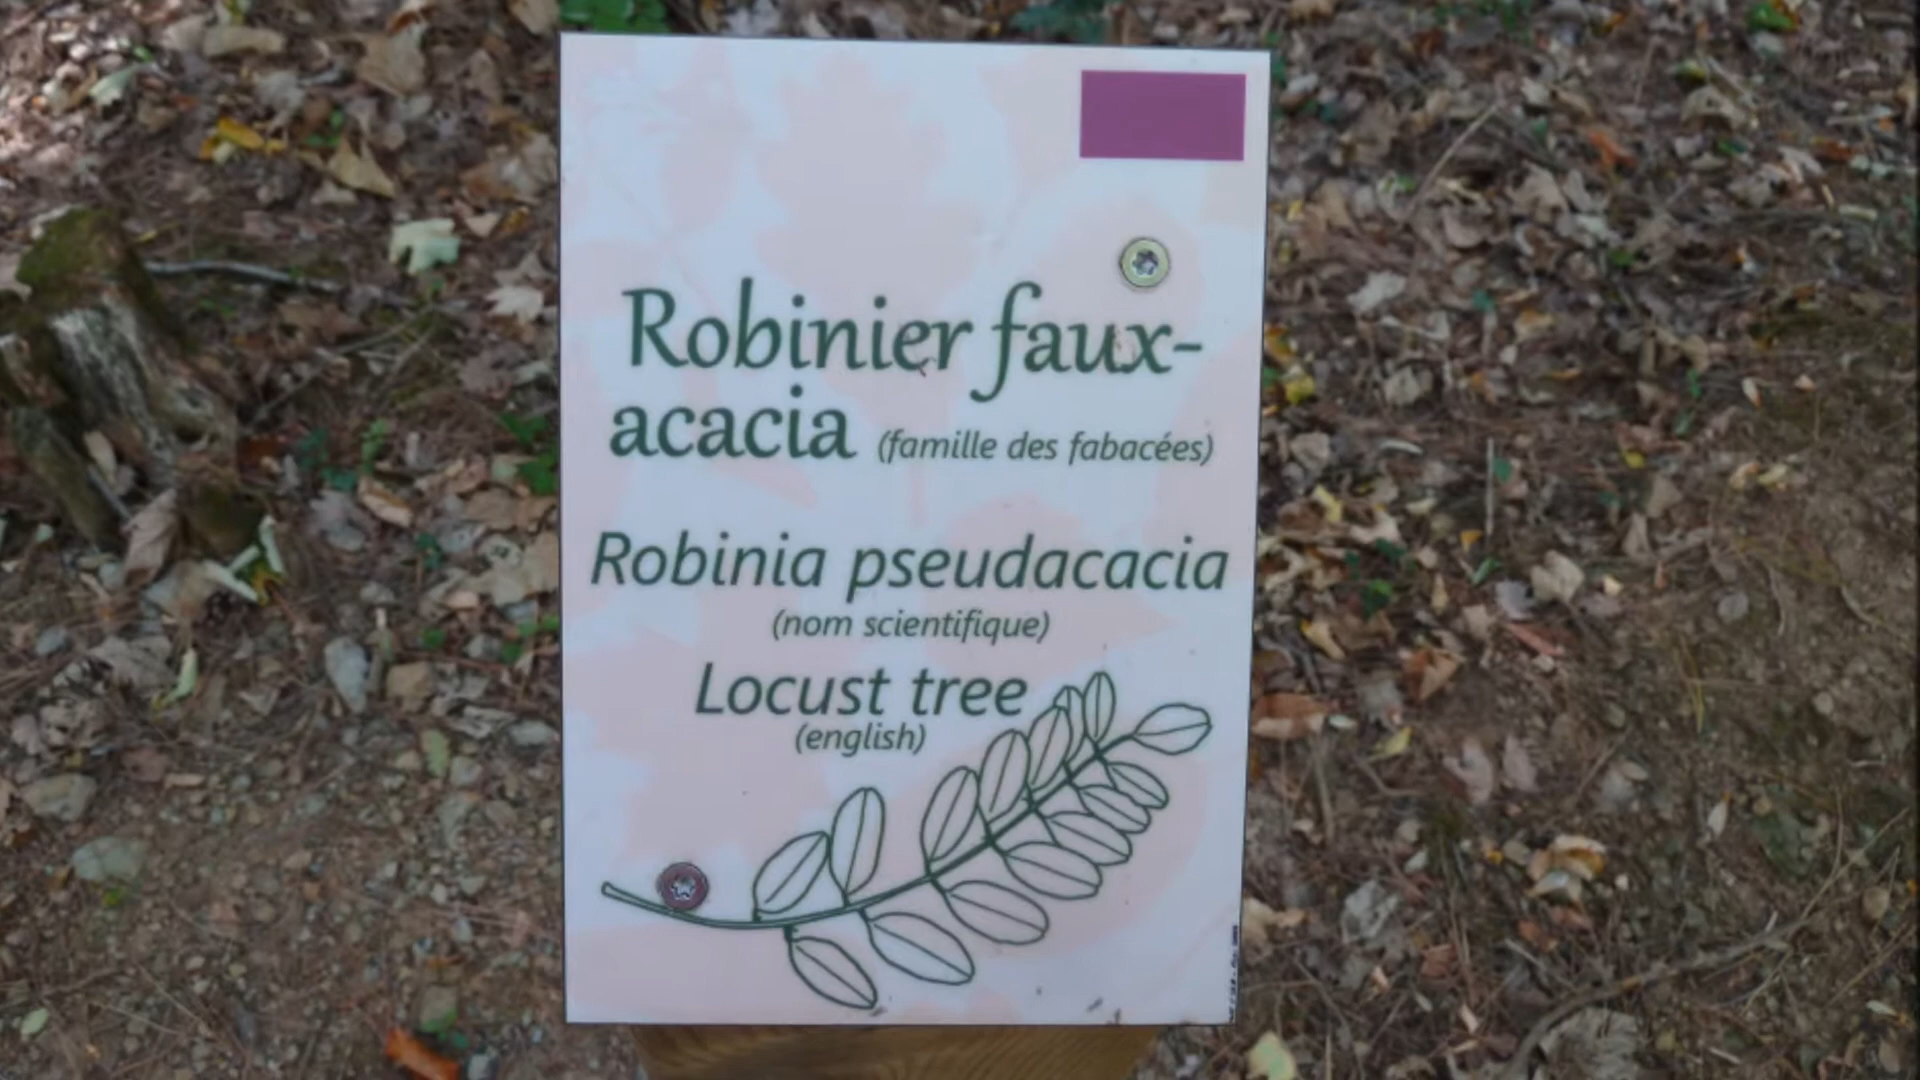 Robinier faux-
acacia (famille des fabacées)
Robinia pseudacacia
(nom scientifique)
Locust tree
(english)